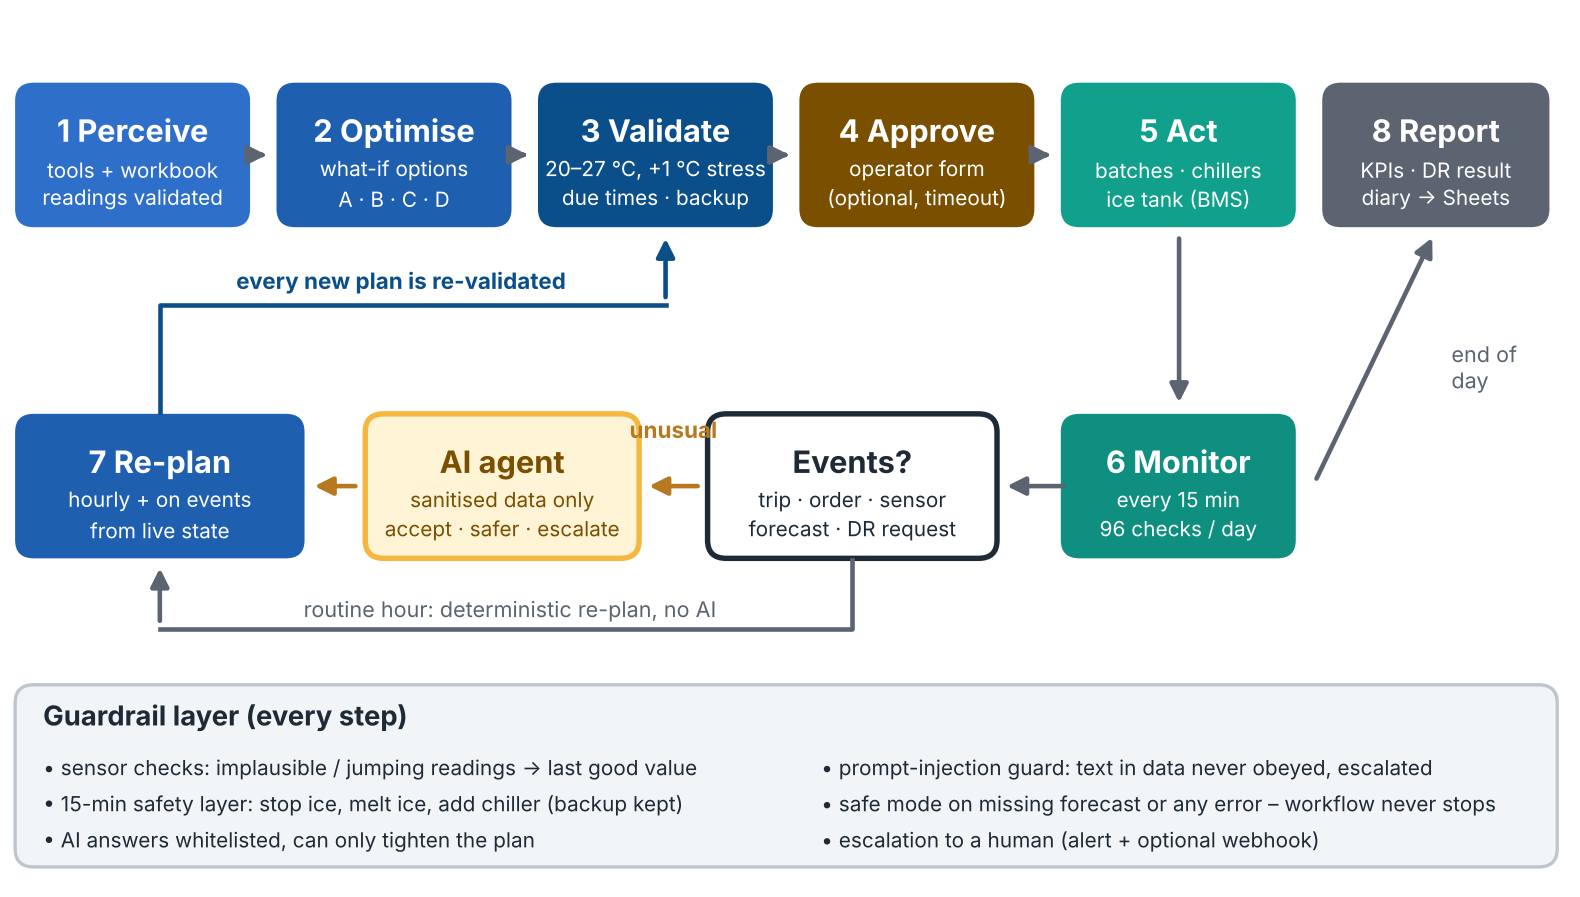 1 Perceive
tools + workbook
readings validated
2 Optimise
what-if options
A · B · C · D
3 Validate
20–27 °C, +1 °C stress
due times · backup
4 Approve
operator form
(optional, timeout)
5 Act
batches · chillers
ice tank (BMS)
8 Report
KPIs · DR result
diary → Sheets
every new plan is re-validated
end of
day
7 Re-plan
hourly + on events
from live state
AI agent
sanitised data only
accept · safer · escalate
unusual
Events?
trip · order · sensor
forecast · DR request
6 Monitor
every 15 min
96 checks / day
routine hour: deterministic re-plan, no AI
Guardrail layer (every step)
• sensor checks: implausible / jumping readings → last good value
• 15-min safety layer: stop ice, melt ice, add chiller (backup kept)
• AI answers whitelisted, can only tighten the plan
• prompt-injection guard: text in data never obeyed, escalated
• safe mode on missing forecast or any error – workflow never stops
• escalation to a human (alert + optional webhook)